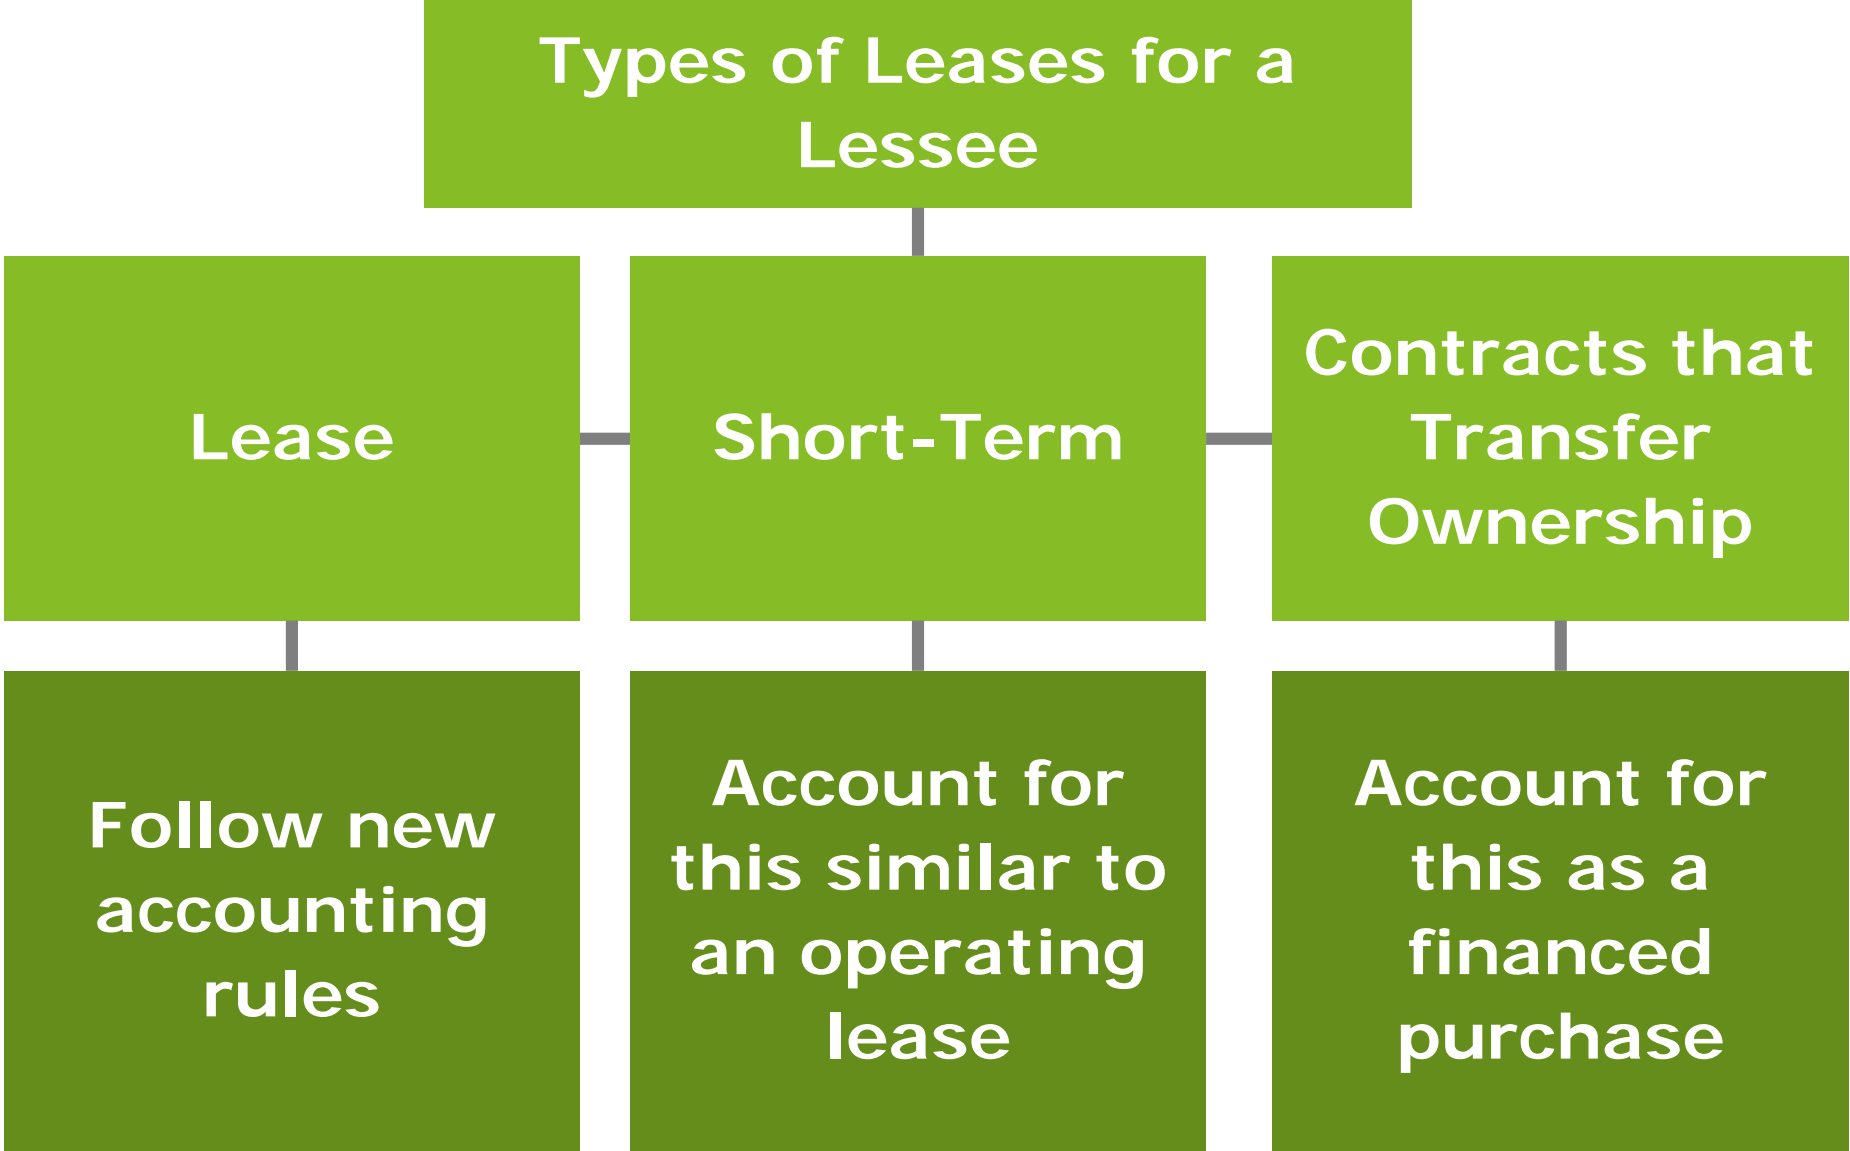 Types of Leases for a
Lessee
Lease
Short-Term
Contracts that
Transfer
Ownership
Follow new
accounting
rules
Account for
this similar to
an operating
lease
Account for
this as a
financed
purchase